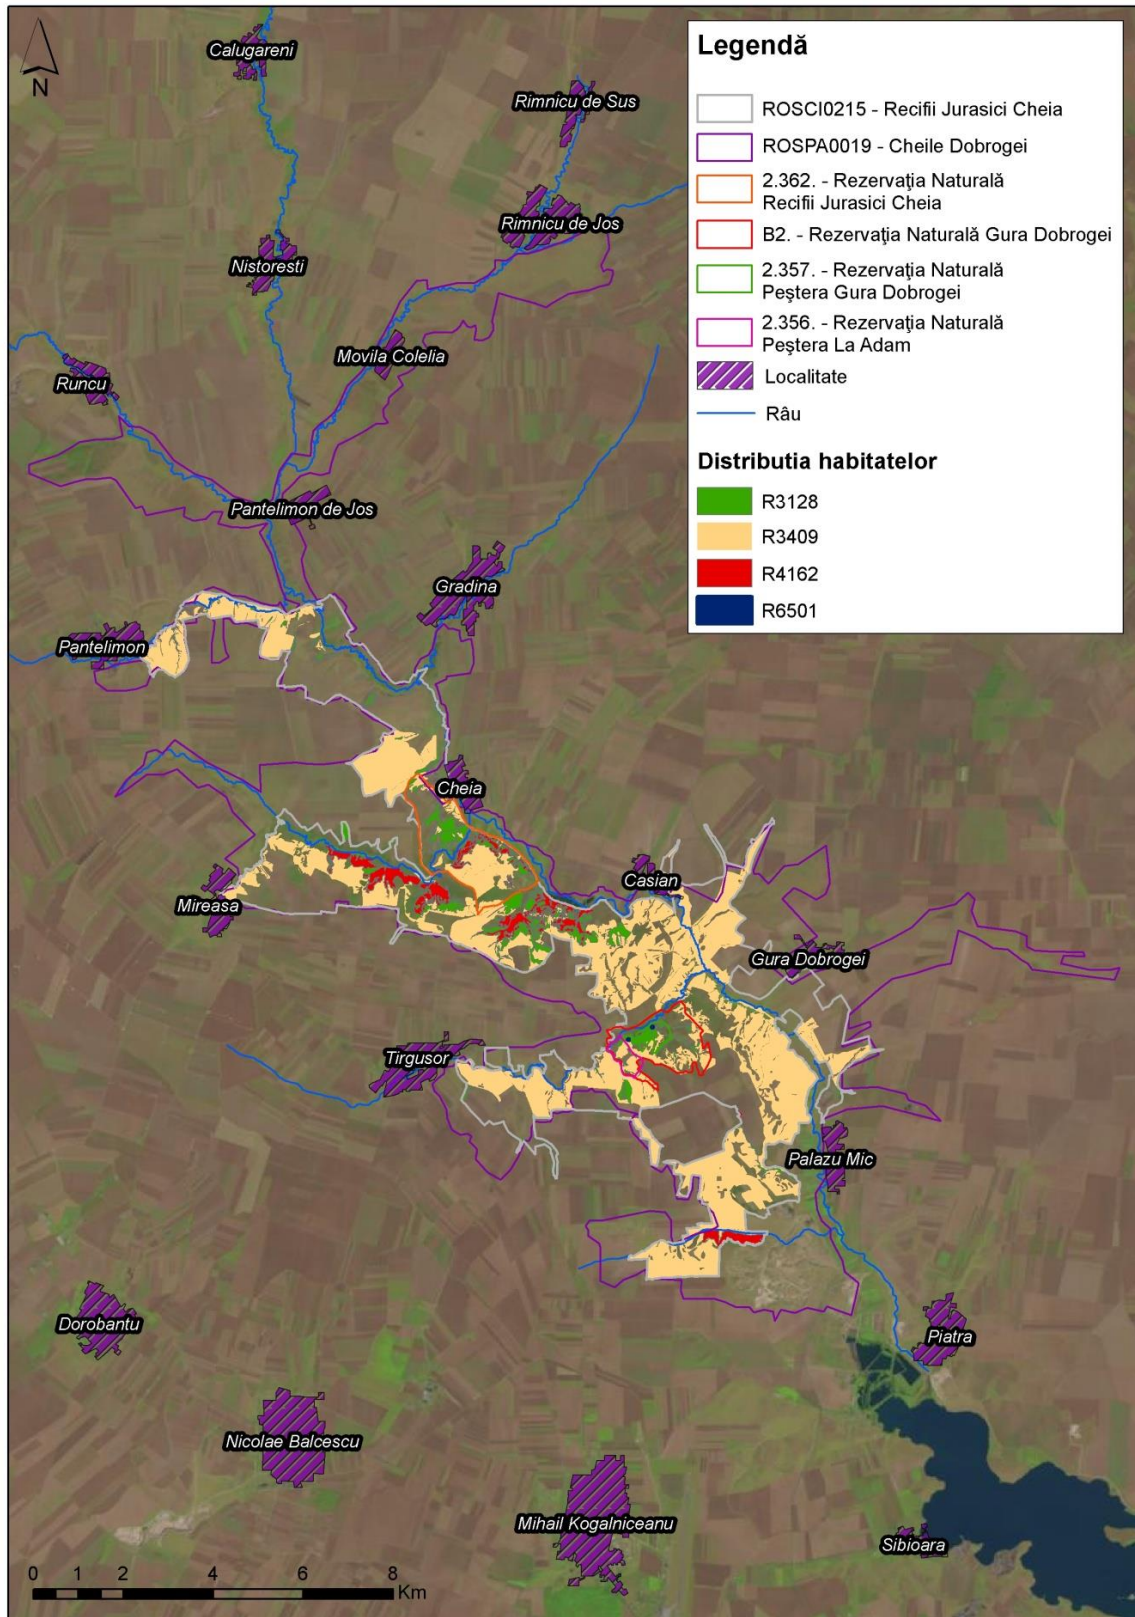 N
Calugareni
Rimnicu de Sus
Rimnicu de Jos
Nistoresti
Movila Colelia
Runcu
Pantelimon de Jos
Gradina
Pantelimon
Cheia
Casian
Mireasa
Gura Dobrogei
Tirgusor
Palazu Mic
Dorobantu
Piatra
Nicolae Balcescu
Mihail Kogalniceanu
Sibioara
0 1 2 4 6 8
Km
Legendă
ROSCI0215 - Recifii Jurasici Cheia
ROSPA0019 - Cheile Dobrogei
2.362. - Rezervaţia Naturală
Recifii Jurasici Cheia
B2. - Rezervaţia Naturală Gura Dobrogei
2.357. - Rezervaţia Naturală
Peştera Gura Dobrogei
2.356. - Rezervaţia Naturală
Peştera La Adam
Localitate
Râu
Distributia habitatelor
R3128
R3409
R4162
R6501